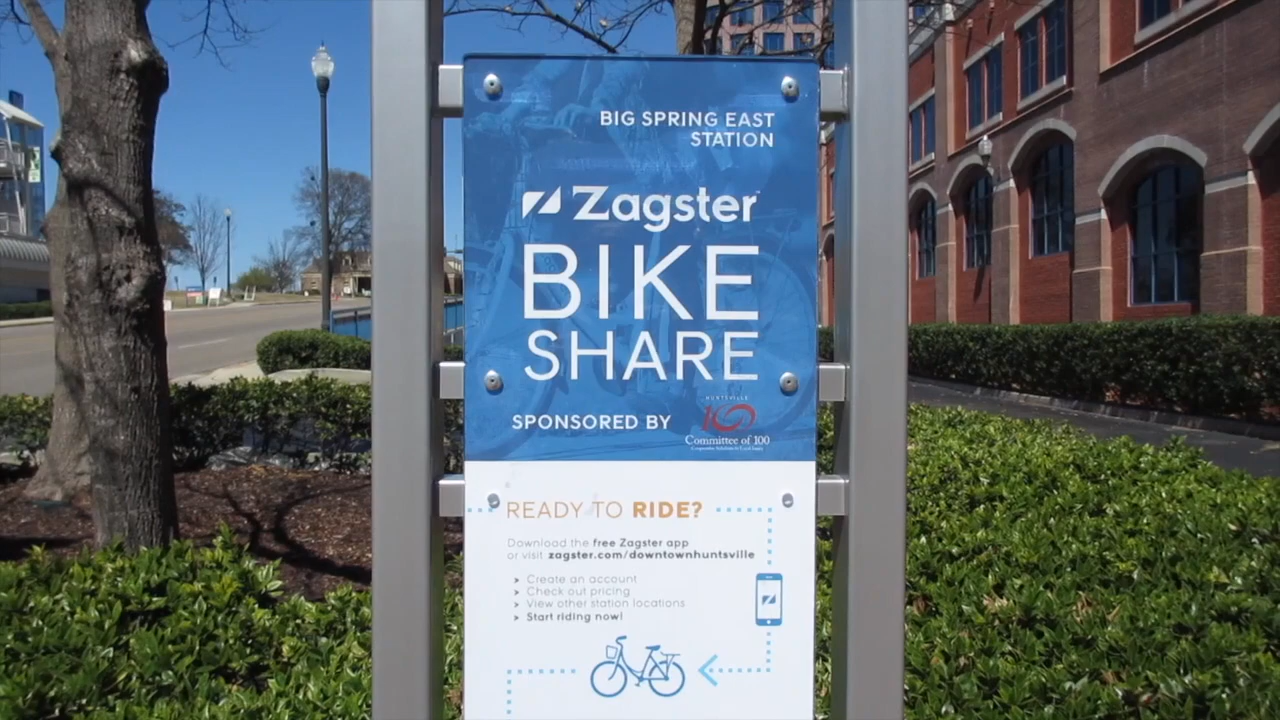 BIG SPRING EAST
STATION
Zagster
BIKE
SHARE
SPONSORED BY
HUNTSVILLE
100
Committee of 100
READY TO RIDE?
Download the free Zagster app
or visit zagster.com/downtownhuntsville
> Create an account
> Check out pricing
> View other station locations
> Start riding now!